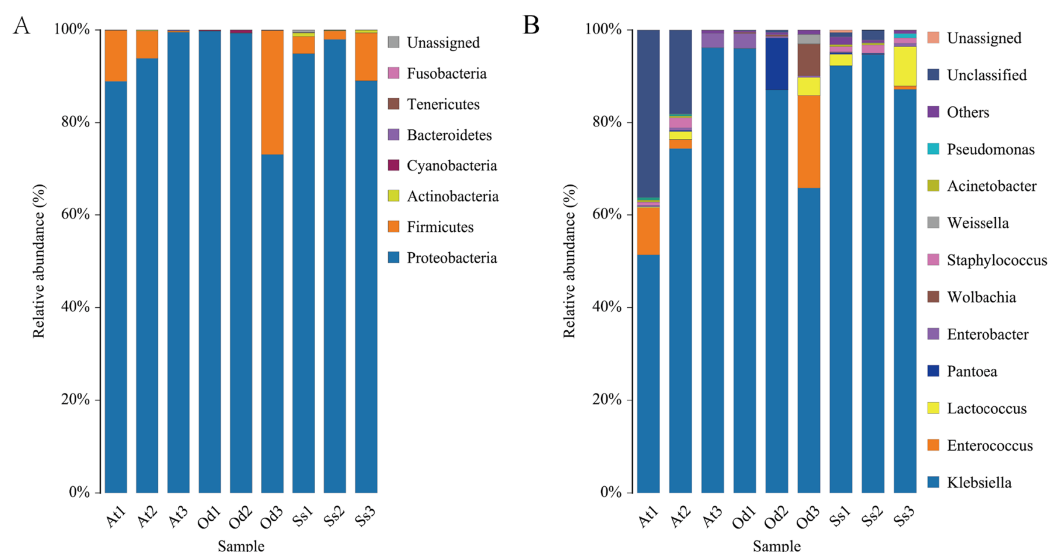 A
Relative abundance (%)
100%
80%
60%
40%
20%
0%
At1
At2
At3
Od1
Od2
Od3
Ss1
Ss2
Ss3
Sample
Unassigned
Fusobacteria
Tenericutes
Bacteroidetes
Cyanobacteria
Actinobacteria
Firmicutes
Proteobacteria
B
Relative abundance (%)
100%
80%
60%
40%
20%
0%
At1
At2
At3
Od1
Od2
Od3
Ss1
Ss2
Ss3
Sample
Unassigned
Unclassified
Others
Pseudomonas
Acinetobacter
Weissella
Staphylococcus
Wolbachia
Enterobacter
Pantoea
Lactococcus
Enterococcus
Klebsiella